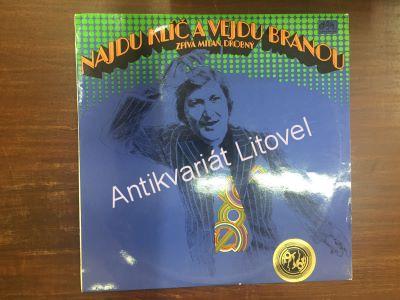 NAJDU KLÍČ A VEJDU BRANOU
ZPÍVÁ MILAN DROBNÝ
Antikvariát Litovel